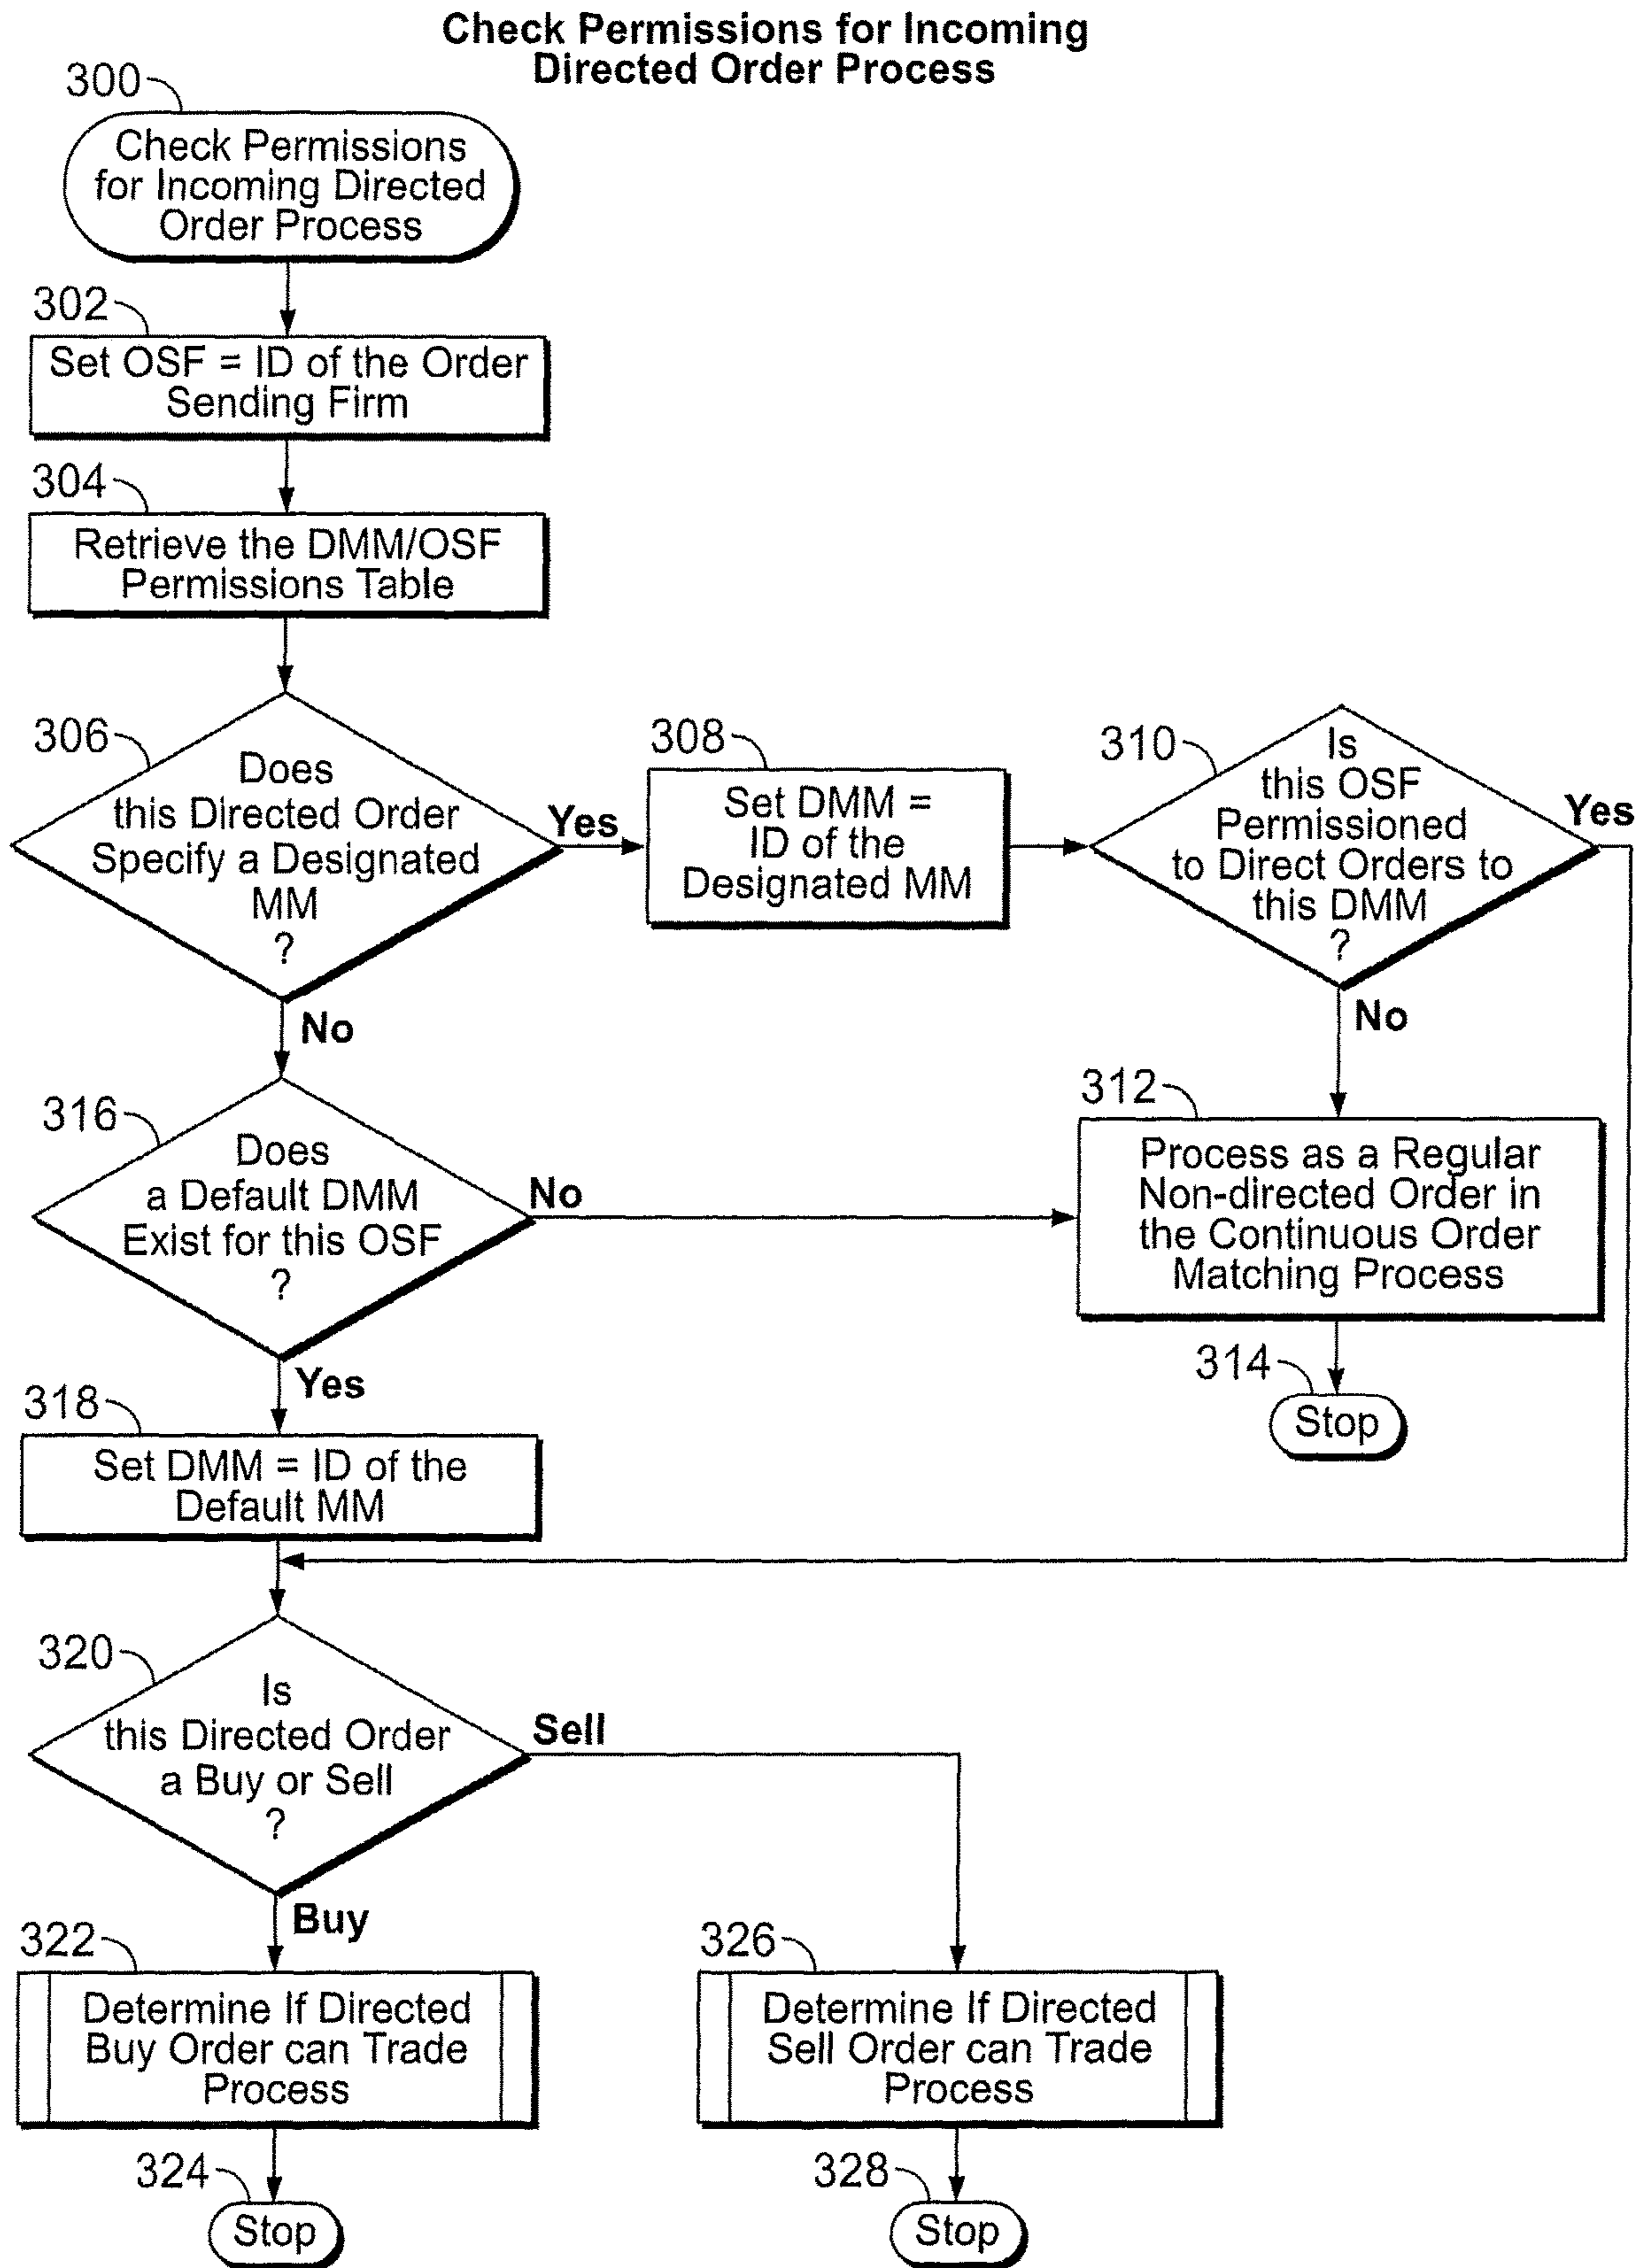 Check Permissions for Incoming
Directed Order Process
300
Check Permissions
for Incoming Directed
Order Process
302
Set OSF = ID of the Order
Sending Firm
304
Retrieve the DMM/OSF
Permissions Table
306
Does
this Directed Order
Specify a Designated
MM
?
Yes
No
308
Set DMM =
ID of the
Designated MM
310
Is
this OSF
Permissioned
to Direct Orders to
this DMM
?
Yes
No
312
Process as a Regular
Non-directed Order in
the Continuous Order
Matching Process
314
Stop
316
Does
a Default DMM
Exist for this OSF
?
No
Yes
318
Set DMM = ID of the
Default MM
320
Is
this Directed Order
a Buy or Sell
?
Sell
Buy
322
Determine If Directed
Buy Order can Trade
Process
324
Stop
326
Determine If Directed
Sell Order can Trade
Process
328
Stop